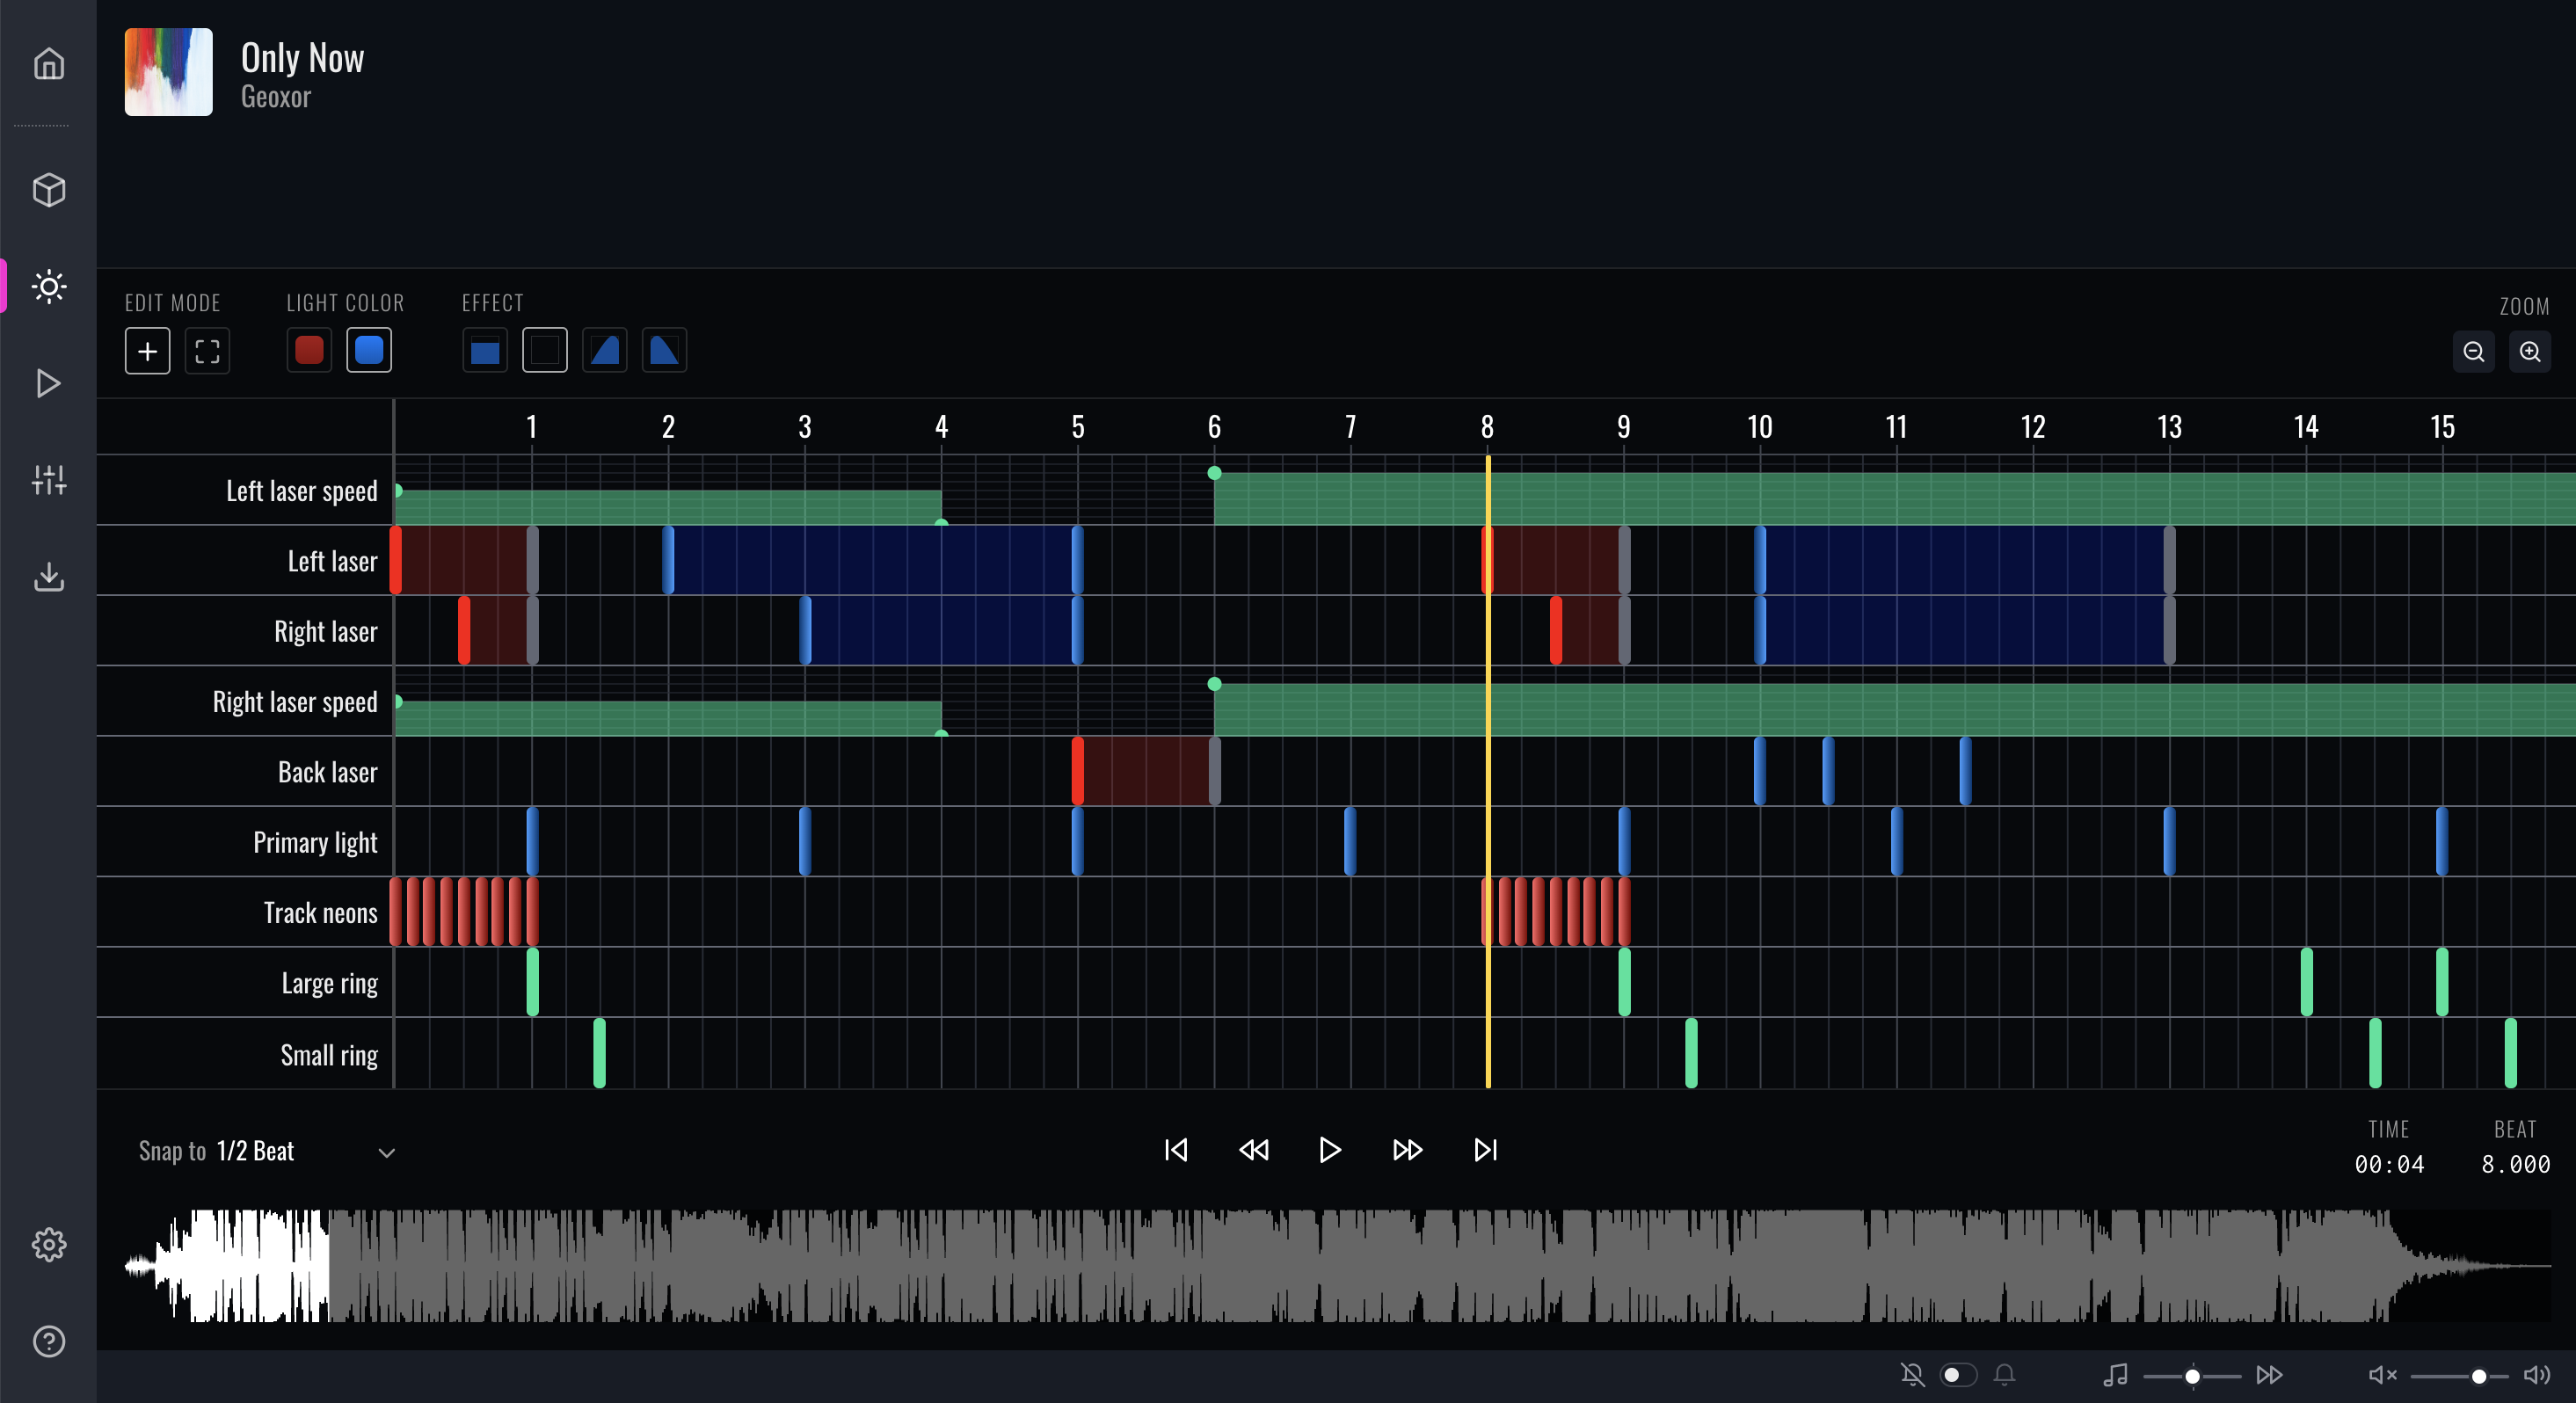 Only Now
Geoxor
EDIT MODE
LIGHT COLOR
EFFECT
ZOOM
1 2 3 4 5 6 7 8 9 10 11 12 13 14 15
Left laser speed
Left laser
Right laser
Right laser speed
Back laser
Primary light
Track neons
Large ring
Small ring
Snap to 1/2 Beat
TIME BEAT
00:04 8.000